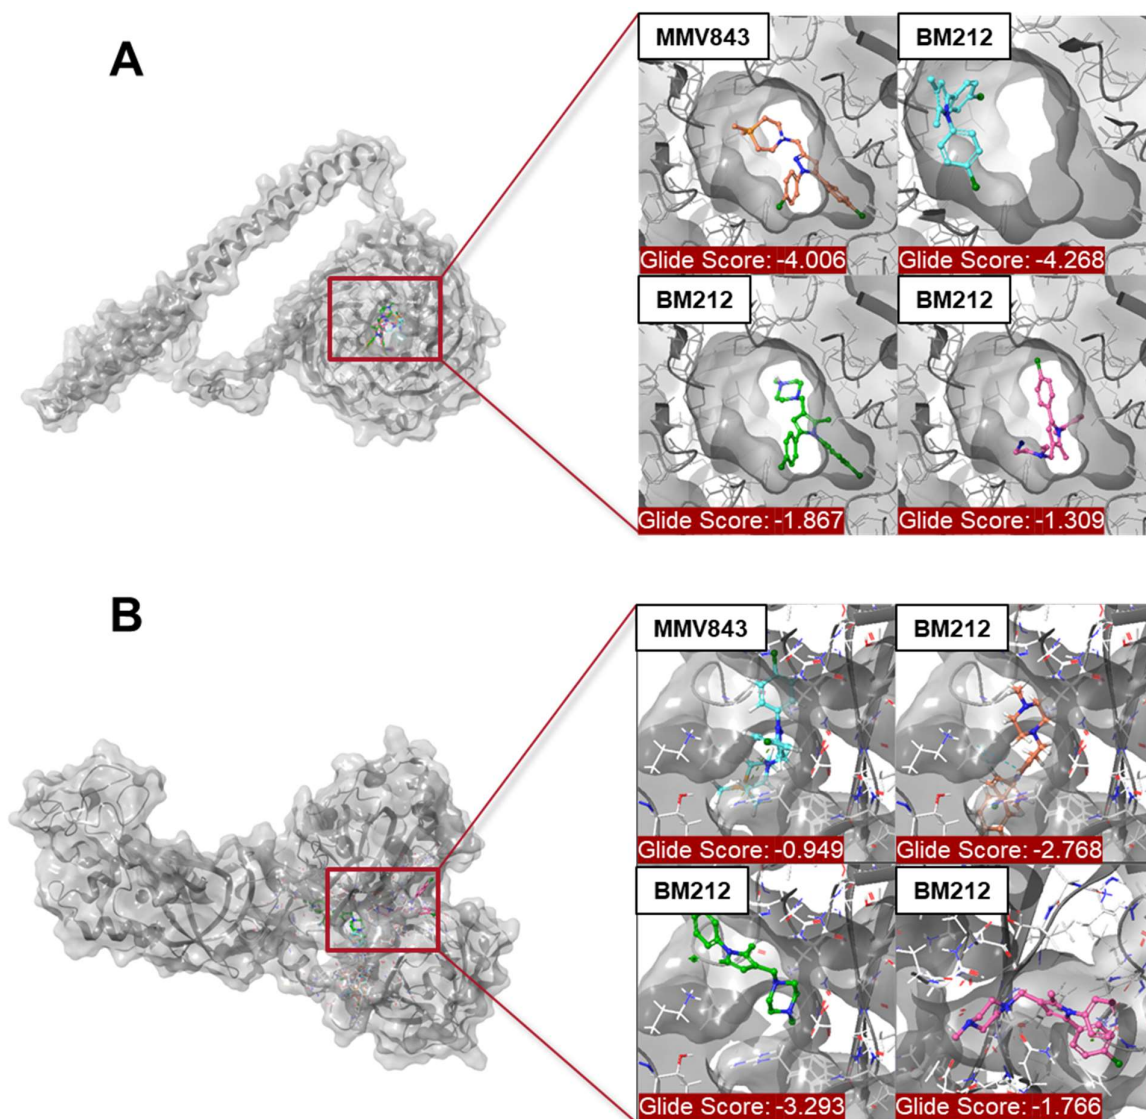 A
MMV843
BM212
Glide Score: -4.006
Glide Score: -4.268
BM212
BM212
Glide Score: -1.867
Glide Score: -1.309
B
MMV843
BM212
Glide Score: -0.949
Glide Score: -2.768
BM212
BM212
Glide Score: -3.293
Glide Score: -1.766